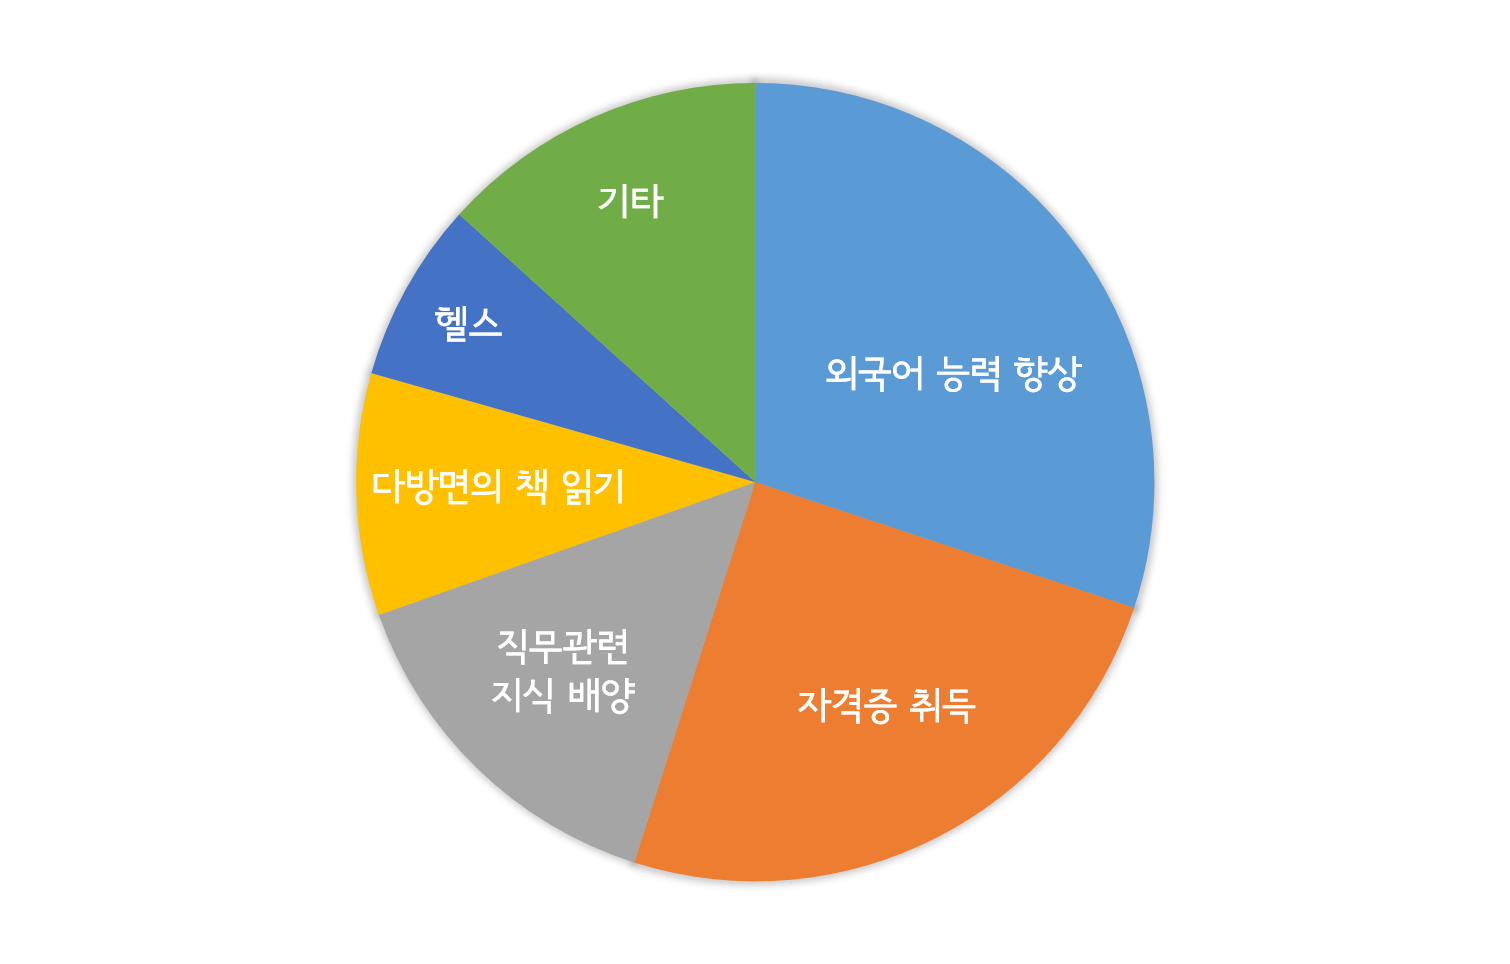 기타
헬스
외국어 능력 향상
다방면의 책 읽기
직무관련
지식 배양
자격증 취득